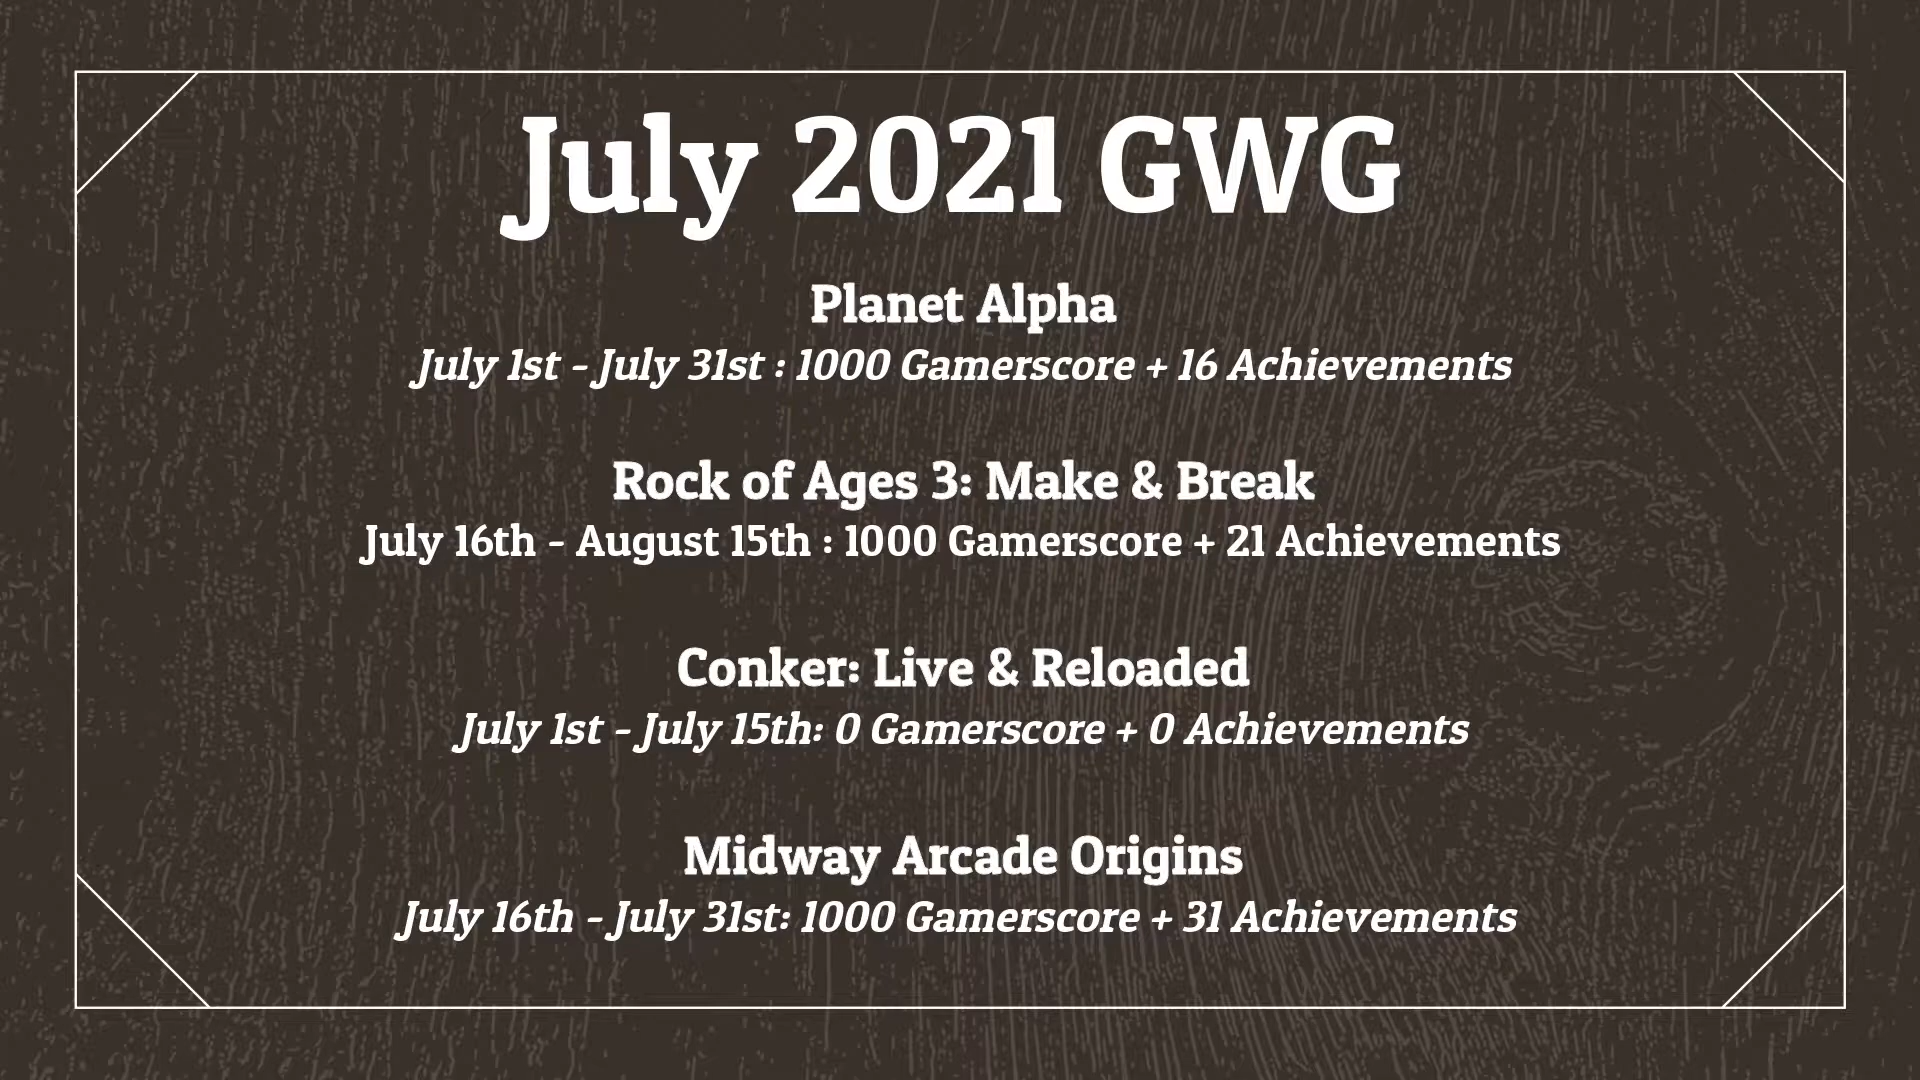 July 2021 GWG
Planet Alpha
July 1st - July 31st : 1000 Gamerscore + 16 Achievements
Rock of Ages 3: Make & Break
July 16th - August 15th : 1000 Gamerscore + 21 Achievements
Conker: Live & Reloaded
July 1st - July 15th: 0 Gamerscore + 0 Achievements
Midway Arcade Origins
July 16th - July 31st: 1000 Gamerscore + 31 Achievements